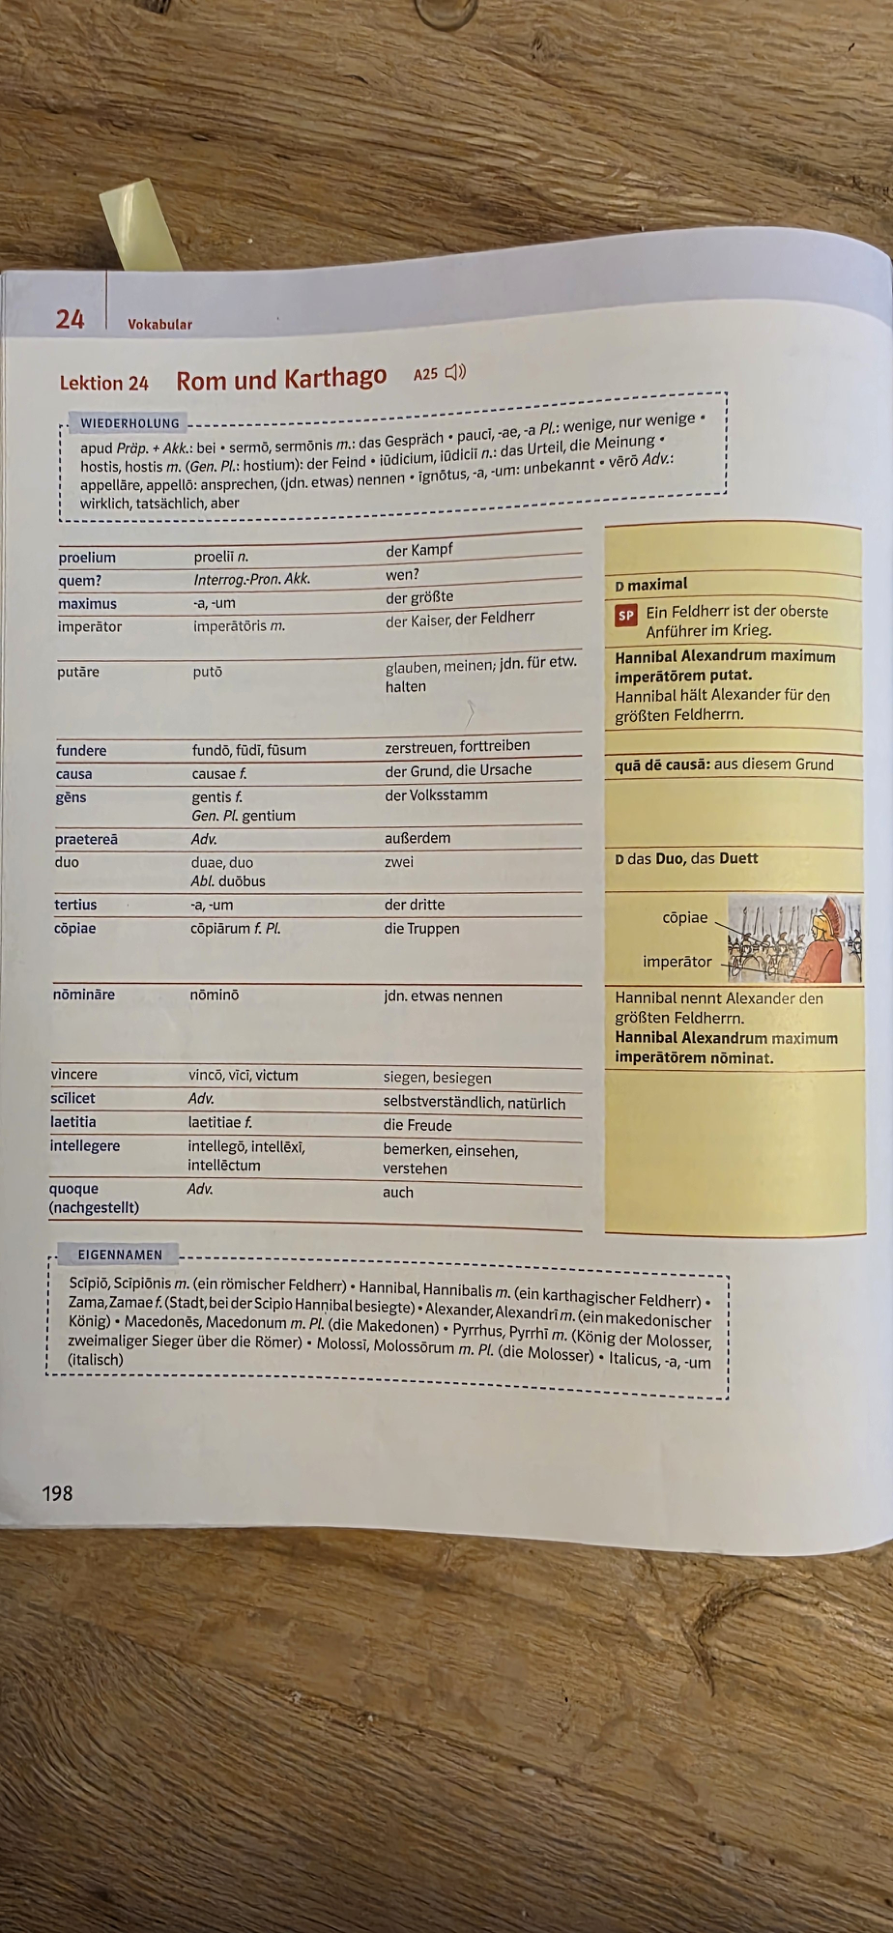 24 Vokabular
Lektion 24 Rom und Karthago A25
WIEDERHOLUNG
apud Präp. + Akk.: bei • sermō, sermōnis m.: das Gespräch • paucī, -ae, -a Pl.: wenige, nur wenige •
hostis, hostis m. (Gen. Pl.: hostium): der Feind • iūdicium, iūdiciī n.: das Urteil, die Meinung •
appellāre, appellō: ansprechen, (jdn. etwas) nennen • īgnōtus, -a, -um: unbekannt • vērō Adv.:
wirklich, tatsächlich, aber
proelium proeliī n. der Kampf
quem? Interrog.-Pron. Akk. wen?
maximus -a, -um der größte D maximal
imperātor imperātōris m. der Kaiser, der Feldherr SP Ein Feldherr ist der oberste
Anführer im Krieg.
putāre putō glauben, meinen; jdn. für etw.
halten
Hannibal Alexandrum maximum
imperātōrem putat.
Hannibal hält Alexander für den
größten Feldherrn.
fundere fundō, fūdī, fūsum zerstreuen, forttreiben
causa causae f. der Grund, die Ursache quā dē causā: aus diesem Grund
gēns gentis f. der Volksstamm
Gen. Pl. gentium
praetereā Adv. außerdem
duo duae, duo zwei D das Duo, das Duett
Abl. duōbus
tertius -a, -um der dritte
cōpiae cōpiārum f. Pl. die Truppen
cōpiae
imperātor
nōmināre nōminō jdn. etwas nennen Hannibal nennt Alexander den
größten Feldherrn.
Hannibal Alexandrum maximum
imperātōrem nōminat.
vincere vincō, vīcī, victum siegen, besiegen
scīlicet Adv. selbstverständlich, natürlich
laetitia laetitiae f. die Freude
intellegere intellegō, intellēxī, bemerken, einsehen,
intellēctum verstehen
quoque Adv. auch
(nachgestellt)
EIGENNAMEN
Scīpiō, Scīpiōnis m. (ein römischer Feldherr) • Hannibal, Hannibalis m. (ein karthagischer Feldherr) •
Zama, Zamae f. (Stadt, bei der Scipio Hannibal besiegte) • Alexander, Alexandrī m. (ein makedonischer
König) • Macedonēs, Macedonum m. Pl. (die Makedonen) • Pyrrhus, Pyrrhī m. (König der Molosser,
zweimaliger Sieger über die Römer) • Molossī, Molossōrum m. Pl. (die Molosser) • Italicus, -a, -um
(italisch)
198